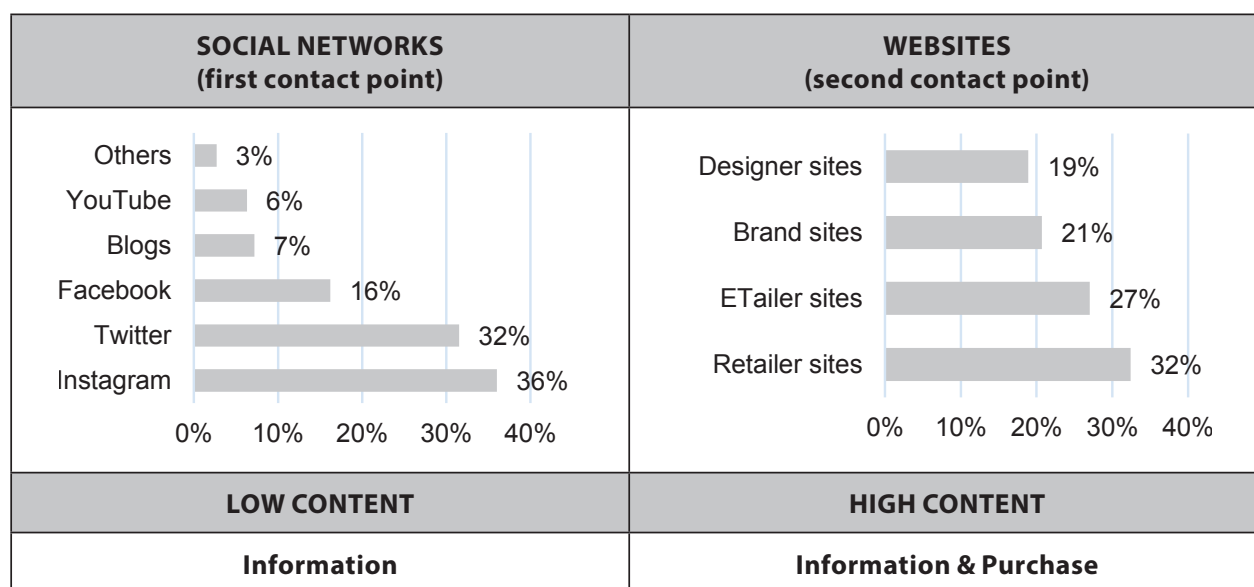 SOCIAL NETWORKS
(first contact point)
WEBSITES
(second contact point)
Others 3%
YouTube 6%
Blogs 7%
Facebook 16%
Twitter 32%
Instagram 36%
0% 10% 20% 30% 40%
Designer sites 19%
Brand sites 21%
ETailer sites 27%
Retailer sites 32%
0% 10% 20% 30% 40%
LOW CONTENT
HIGH CONTENT
Information
Information & Purchase